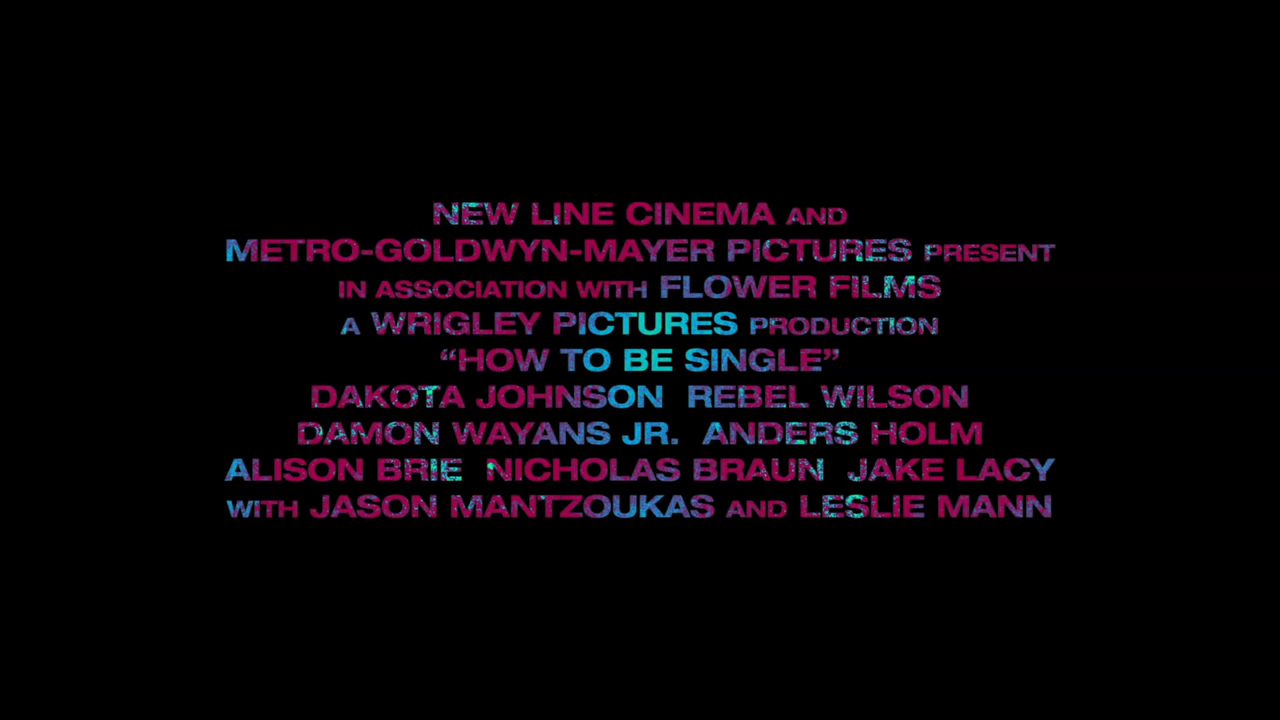 NEW LINE CINEMA AND
METRO-GOLDWYN-MAYER PICTURES PRESENT
IN ASSOCIATION WITH FLOWER FILMS
A WRIGLEY PICTURES PRODUCTION
“HOW TO BE SINGLE”
DAKOTA JOHNSON REBEL WILSON
DAMON WAYANS JR. ANDERS HOLM
ALISON BRIE NICHOLAS BRAUN JAKE LACY
WITH JASON MANTZOUKAS AND LESLIE MANN